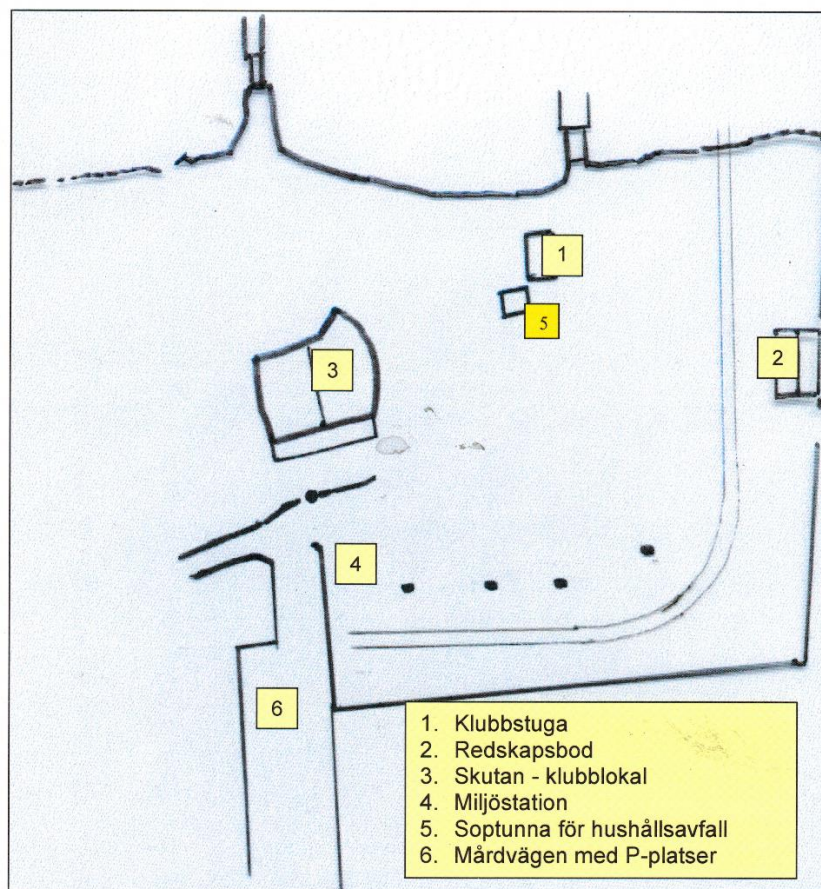 1
5
2
3
4
6
1. Klubbstuga
2. Redskapsbod
3. Skutan - klubblokal
4. Miljöstation
5. Soptunna för hushållsavfall
6. Mårdvägen med P-platser